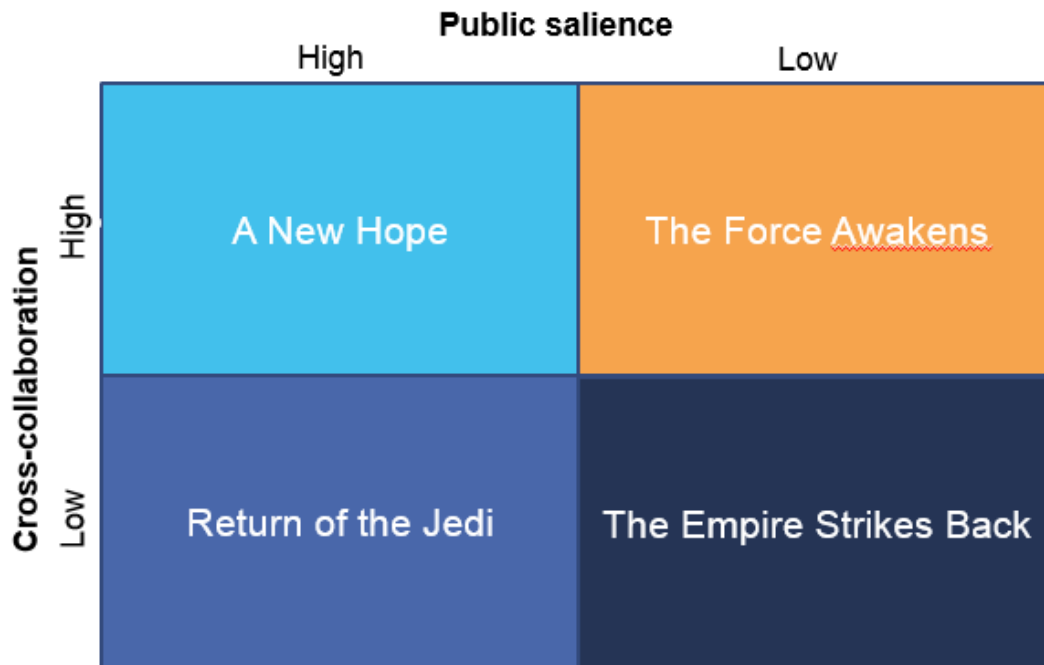 Public salience
High
Low
Cross-collaboration
High
A New Hope
The Force Awakens
Low
Return of the Jedi
The Empire Strikes Back